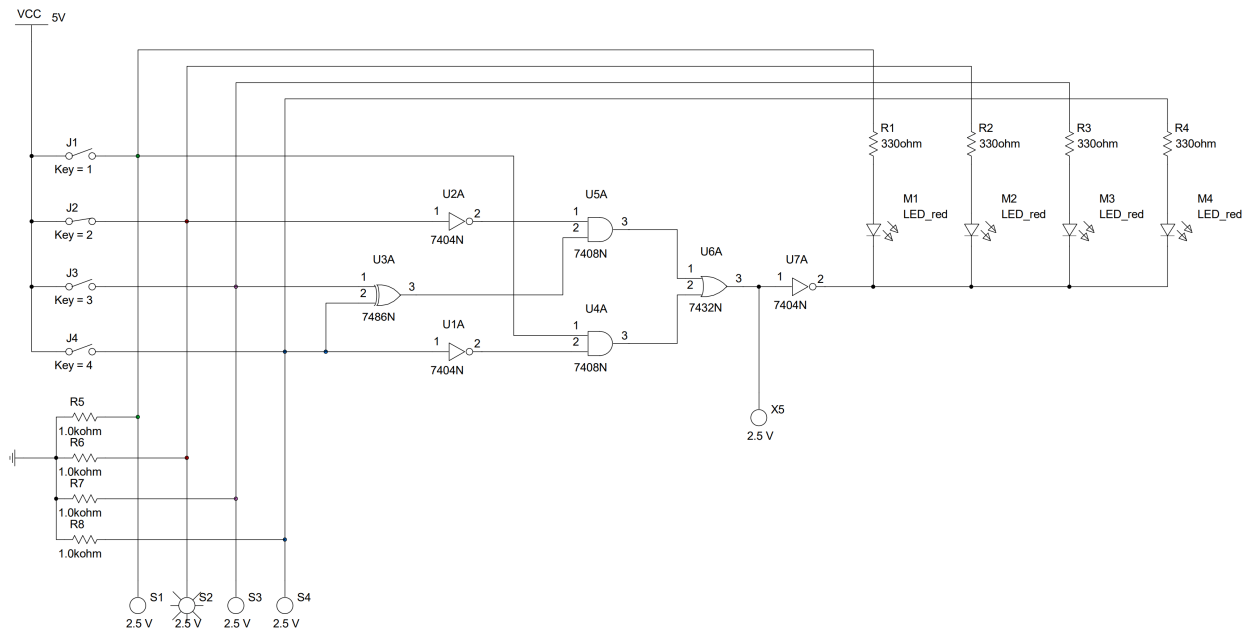 VCC
5V
J1
Key = 1
J2
Key = 2
J3
Key = 3
J4
Key = 4
R5
1.0kohm
R6
1.0kohm
R7
1.0kohm
R8
1.0kohm
S1
2.5 V
S2
2.5 V
S3
2.5 V
S4
2.5 V
U2A
1
2
7404N
U3A
1
2
3
7486N
U1A
1
2
7404N
U5A
1
2
3
7408N
U4A
1
2
3
7408N
U6A
1
2
3
7432N
U7A
1
2
7404N
X5
2.5 V
R1
330ohm
R2
330ohm
R3
330ohm
R4
330ohm
M1
LED_red
M2
LED_red
M3
LED_red
M4
LED_red